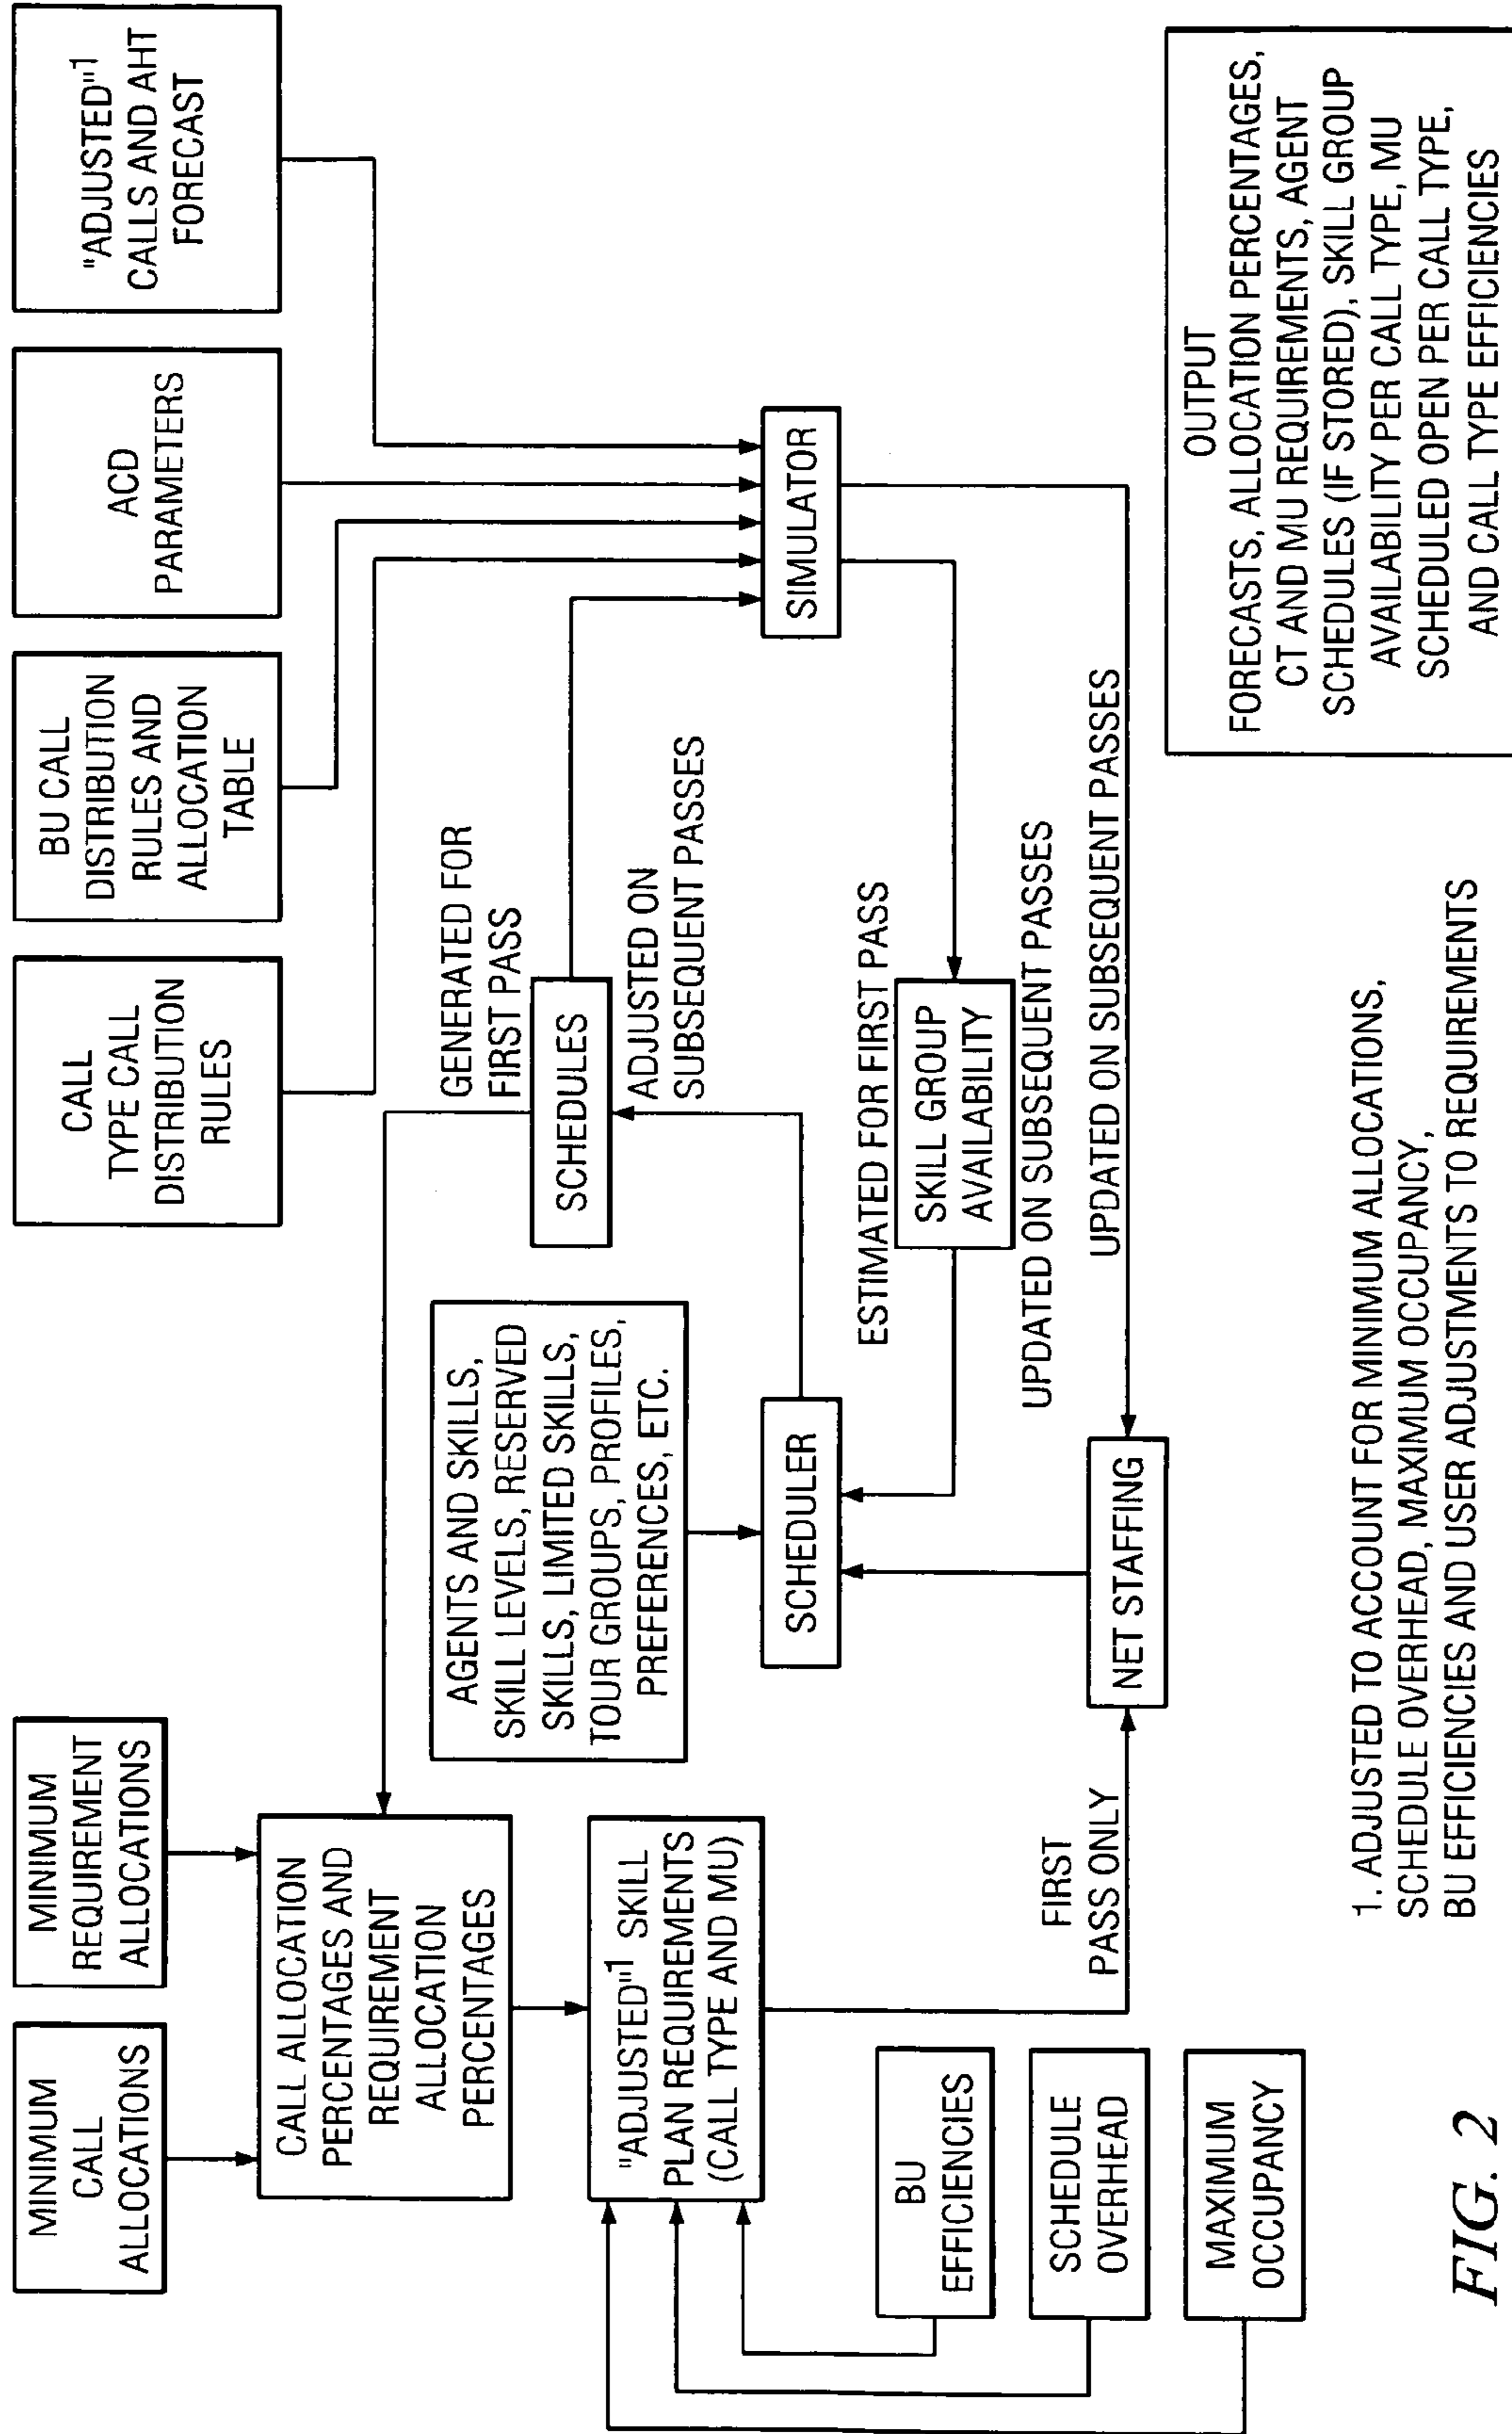 MINIMUM
CALL
ALLOCATIONS
MINIMUM
REQUIREMENT
ALLOCATIONS
CALL
TYPE CALL
DISTRIBUTION
RULES
BU CALL
DISTRIBUTION
RULES AND
ALLOCATION
TABLE
ACD
PARAMETERS
"ADJUSTED"1
CALLS AND AHT
FORECAST
CALL ALLOCATION
PERCENTAGES AND
REQUIREMENT
ALLOCATION
PERCENTAGES
AGENTS AND SKILLS,
SKILL LEVELS, RESERVED
SKILLS, LIMITED SKILLS,
TOUR GROUPS, PROFILES,
PREFERENCES, ETC.
GENERATED FOR
FIRST PASS
SCHEDULES
ADJUSTED ON
SUBSEQUENT PASSES
"ADJUSTED"1 SKILL
PLAN REQUIREMENTS
(CALL TYPE AND MU)
SCHEDULER
SIMULATOR
ESTIMATED FOR FIRST PASS
SKILL GROUP
AVAILABILITY
UPDATED ON SUBSEQUENT PASSES
UPDATED ON SUBSEQUENT PASSES
BU
EFFICIENCIES
SCHEDULE
OVERHEAD
MAXIMUM
OCCUPANCY
FIRST
PASS ONLY
NET STAFFING
OUTPUT
FORECASTS, ALLOCATION PERCENTAGES,
CT AND MU REQUIREMENTS, AGENT
SCHEDULES (IF STORED), SKILL GROUP
AVAILABILITY PER CALL TYPE, MU
SCHEDULED OPEN PER CALL TYPE,
AND CALL TYPE EFFICIENCIES
1. ADJUSTED TO ACCOUNT FOR MINIMUM ALLOCATIONS,
SCHEDULE OVERHEAD, MAXIMUM OCCUPANCY,
BU EFFICIENCIES AND USER ADJUSTMENTS TO REQUIREMENTS
FIG. 2